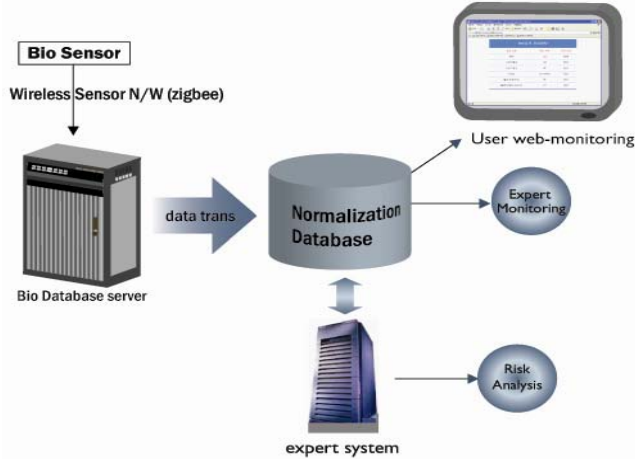 Bio Sensor
Wireless Sensor N/W (zigbee)
User web-monitoring
data trans
Normalization
Database
Expert
Monitoring
Bio Database server
Risk
Analysis
expert system